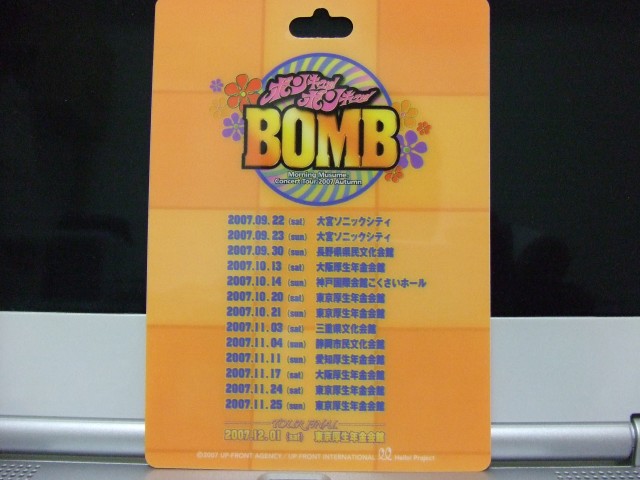 ボン キュッ!
ボン キュッ!
BOMB
Morning Musume。
Concert Tour 2007 Autumn
2007.09.22 (sat) 大宮ソニックシティ
2007.09.23 (sun) 大宮ソニックシティ
2007.09.30 (sun) 長野県県民文化会館
2007.10.13 (sat) 大阪厚生年金会館
2007.10.14 (sun) 神戸国際会館こくさいホール
2007.10.20 (sat) 東京厚生年金会館
2007.10.21 (sun) 東京厚生年金会館
2007.11.03 (sat) 三重県文化会館
2007.11.04 (sun) 静岡市民文化会館
2007.11.11 (sun) 愛知厚生年金会館
2007.11.17 (sat) 大阪厚生年金会館
2007.11.24 (sat) 東京厚生年金会館
2007.11.25 (sun) 東京厚生年金会館
TOUR FINAL
2007.12.01 (sat) 東京厚生年金会館
©2007 UP-FRONT AGENCY / UP-FRONT INTERNATIONAL Hello! Project